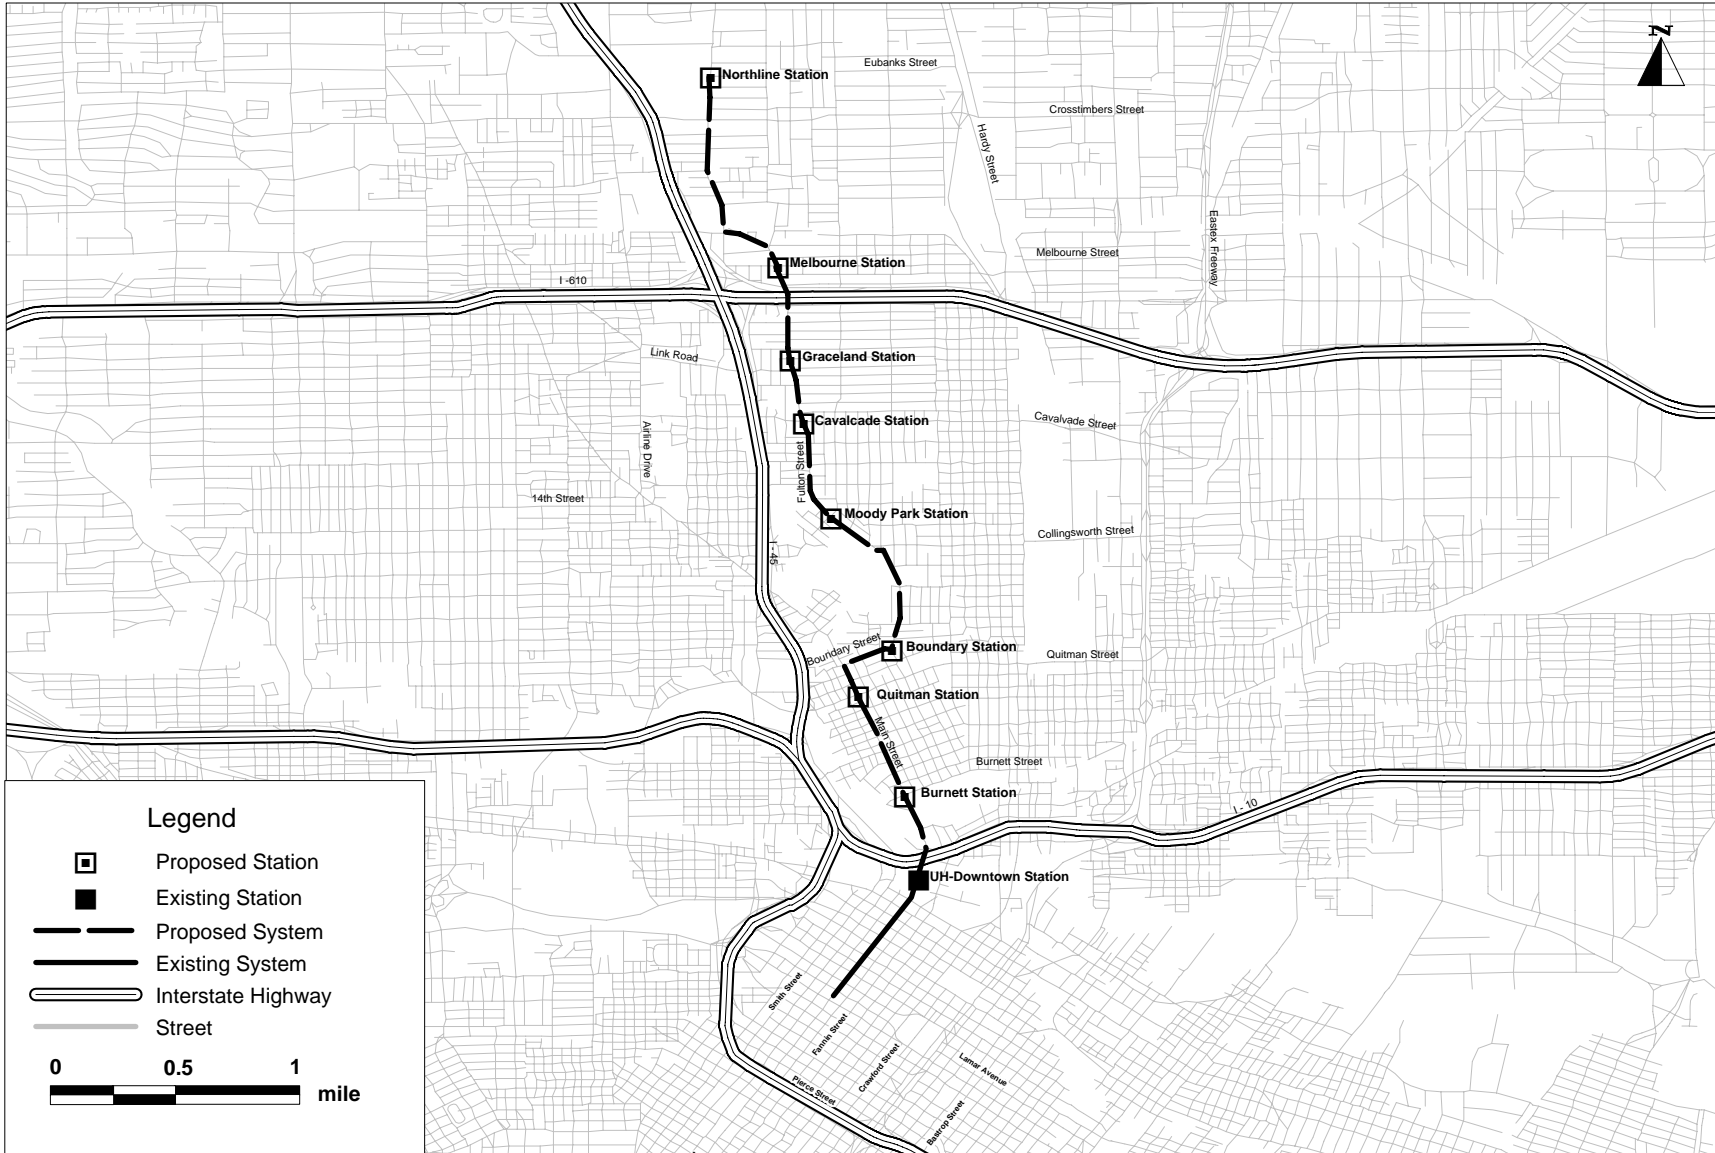 N
Eubanks Street
Northline Station
Crosstimbers Street
Hardy Street
Eastex Freeway
Melbourne Street
Melbourne Station
I -610
Link Road
Graceland Station
Cavalcade Station
Cavalvade Street
Airline Drive
Fulton Street
14th Street
Moody Park Station
Collingsworth Street
I - 45
Boundary Street
Boundary Station
Quitman Street
Quitman Station
Main Street
Burnett Street
Burnett Station
I - 10
UH-Downtown Station
Smith Street
Fannin Street
Crawford Street
Lamar Avenue
Pierce Street
Bastrop Street
Legend
Proposed Station
Existing Station
Proposed System
Existing System
Interstate Highway
Street
0 0.5 1
mile